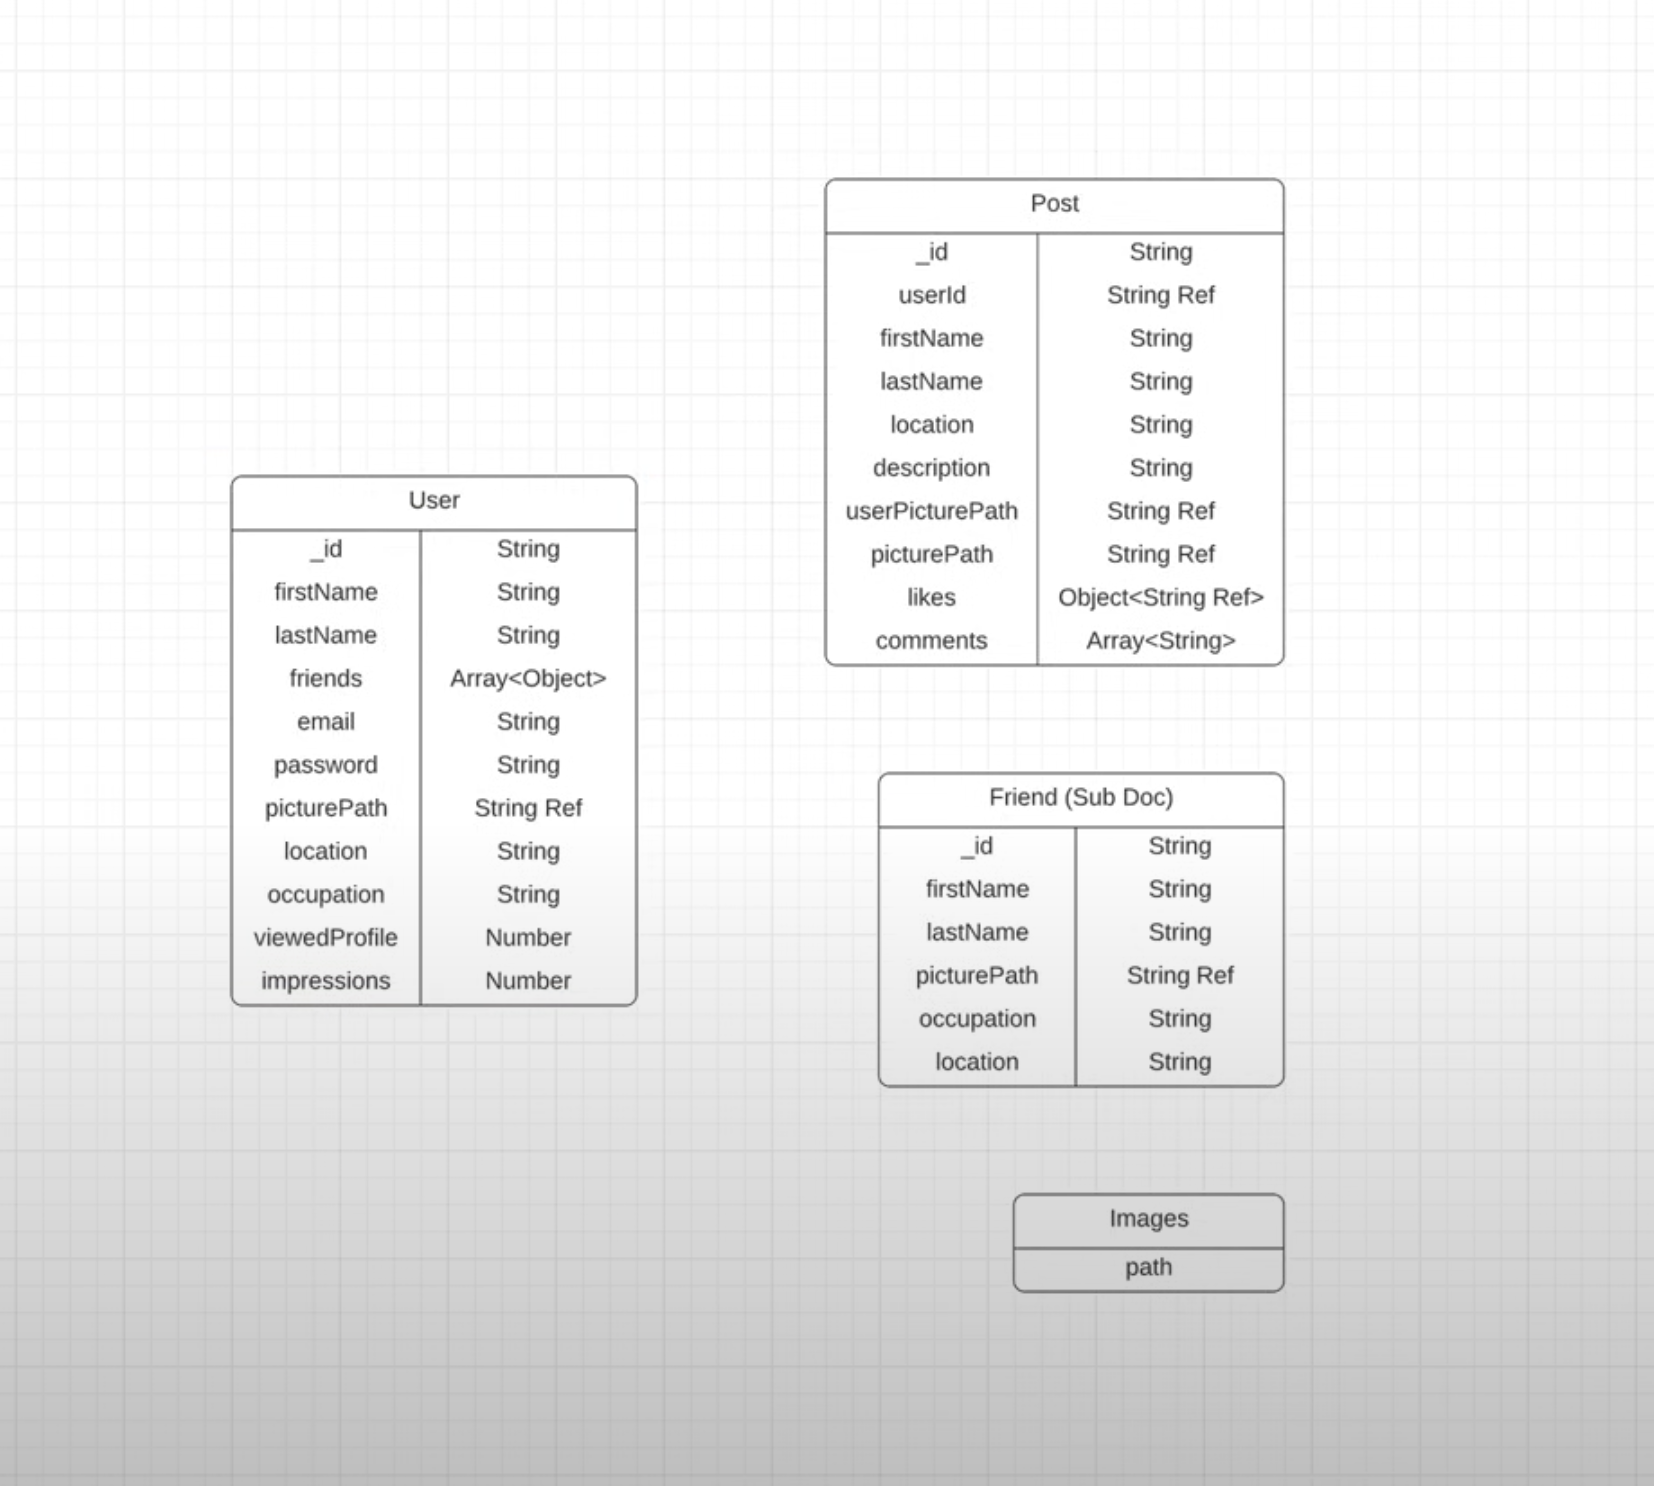 Post
_id String
userId String Ref
firstName String
lastName String
location String
description String
userPicturePath String Ref
picturePath String Ref
likes Object<String Ref>
comments Array<String>
User
_id String
firstName String
lastName String
friends Array<Object>
email String
password String
picturePath String Ref
location String
occupation String
viewedProfile Number
impressions Number
Friend (Sub Doc)
_id String
firstName String
lastName String
picturePath String Ref
occupation String
location String
Images
path